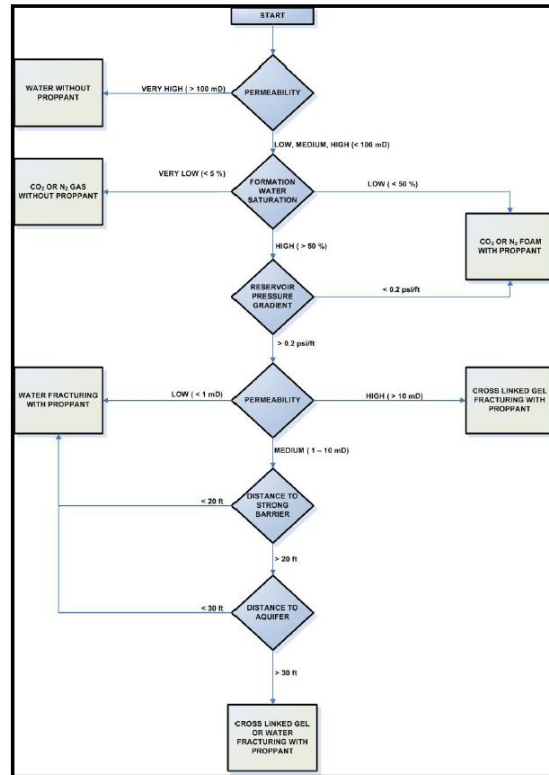 START
PERMEABILITY
VERY HIGH ( > 100 mD)
WATER WITHOUT
PROPPANT
LOW, MEDIUM, HIGH (< 100 mD)
FORMATION
WATER
SATURATION
VERY LOW (< 5 %)
CO₂ OR N₂ GAS
WITHOUT PROPPANT
LOW (< 50 %)
CO₂ OR N₂ FOAM
WITH PROPPANT
HIGH ( > 50 %)
RESERVOIR
PRESSURE
GRADIENT
< 0.2 psi/ft
> 0.2 psi/ft
PERMEABILITY
LOW ( < 1 mD)
WATER FRACTURING
WITH PROPPANT
HIGH ( > 10 mD)
CROSS LINKED GEL
FRACTURING WITH
PROPPANT
MEDIUM ( 1 – 10 mD)
DISTANCE TO
STRONG
BARRIER
< 20 ft
> 20 ft
DISTANCE TO
AQUIFER
< 30 ft
> 30 ft
CROSS LINKED GEL
OR WATER
FRACTURING WITH
PROPPANT